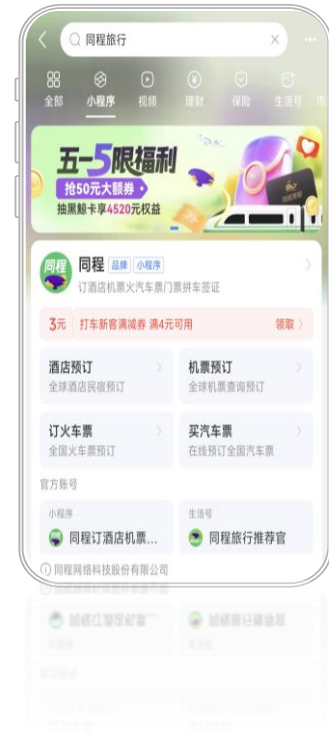 同程旅行
全部 小程序 视频 理财 保险 生活号
五一5限福利
抢50元大额券
抽黑鲸卡享4520元权益
同程
同程 品牌 小程序
订酒店机票火汽车票门票拼车签证
3元 打车新客满减券 满4元可用 领取
酒店预订 机票预订
全球酒店民宿预订 全球机票查询预订
订火车票 买汽车票
全国火车票预订 在线预订全国汽车票
官方账号
小程序 生活号
同程订酒店机票... 同程旅行推荐官
同程网络科技股份有限公司